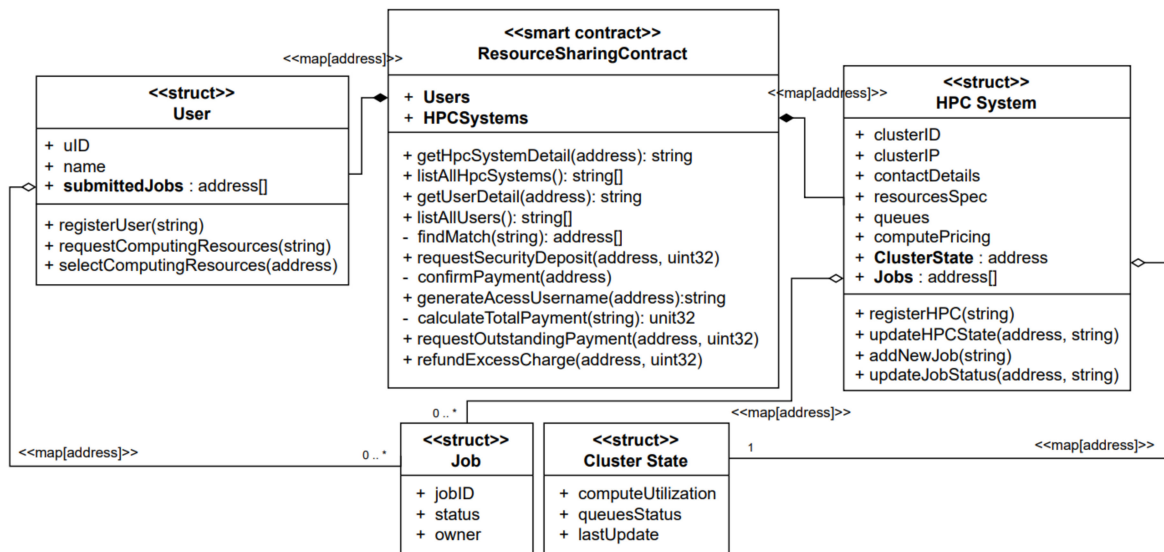 <<smart contract>>
ResourceSharingContract
+ Users
+ HPCSystems
+ getHpcSystemDetail(address): string
+ listAllHpcSystems(): string[]
+ getUserDetail(address): string
+ listAllUsers(): string[]
- findMatch(string): address[]
+ requestSecurityDeposit(address, uint32)
- confirmPayment(address)
+ generateAcessUsername(address):string
- calculateTotalPayment(string): unit32
+ requestOutstandingPayment(address, uint32)
+ refundExcessCharge(address, uint32)
<<map[address]>>
<<struct>>
User
+ uID
+ name
+ submittedJobs : address[]
+ registerUser(string)
+ requestComputingResources(string)
+ selectComputingResources(address)
<<map[address]>>
<<struct>>
HPC System
+ clusterID
+ clusterIP
+ contactDetails
+ resourcesSpec
+ queues
+ computePricing
+ ClusterState : address
+ Jobs : address[]
+ registerHPC(string)
+ updateHPCState(address, string)
+ addNewJob(string)
+ updateJobStatus(address, string)
0 .. *
<<map[address]>>
<<map[address]>>
0 .. *
<<struct>>
Job
+ jobID
+ status
+ owner
<<struct>>
Cluster State
+ computeUtilization
+ queuesStatus
+ lastUpdate
1
<<map[address]>>